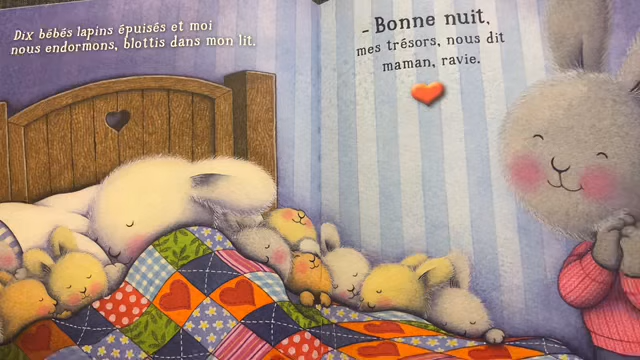 Dix bébés lapins épuisés et moi
nous endormons, blottis dans mon lit.
- Bonne nuit,
mes trésors, nous dit
maman, ravie.